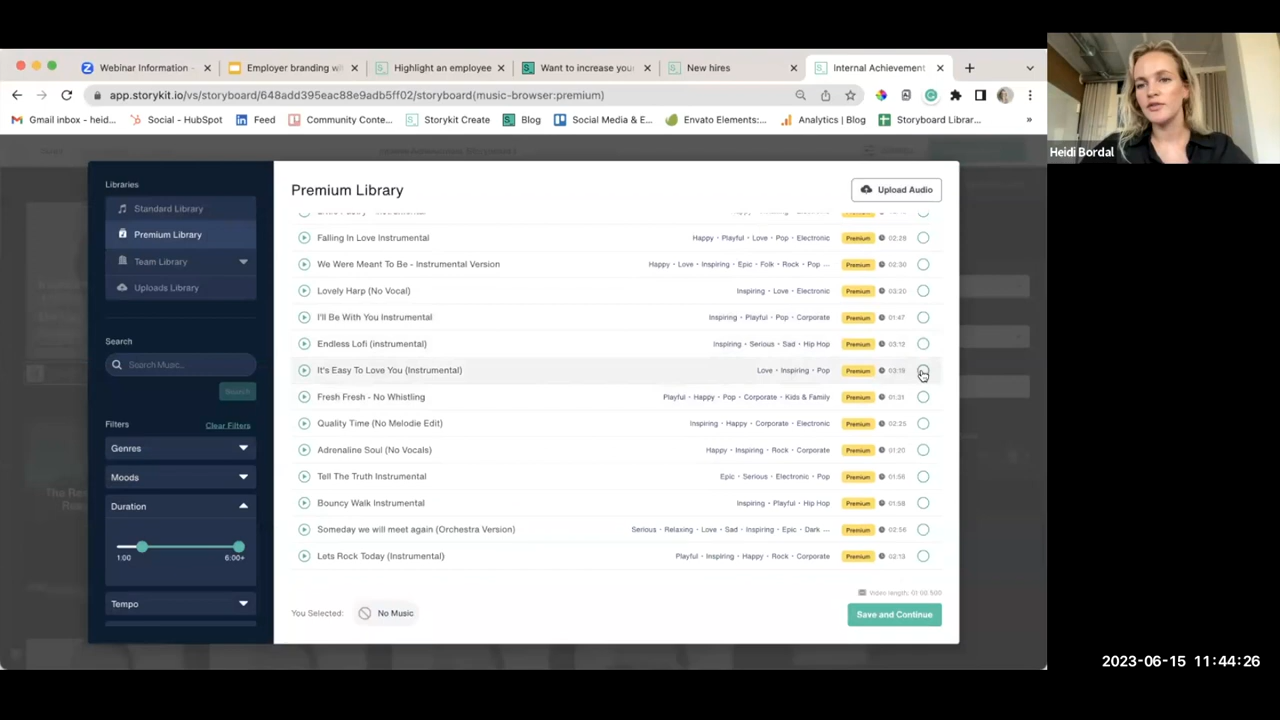 Webinar Information -
Employer branding wi
Highlight an employee
Want to increase your
New hires
Internal Achievement
app.storykit.io/vs/storyboard/648add395eac88e9adb5ff02/storyboard(music-browser:premium)
Gmail inbox - heid...
Social - HubSpot
Feed
Community Conte...
Storykit Create
Blog
Social Media & E...
Envato Elements:...
Analytics | Blog
Storyboard Librar...
»
Heidi Bordal
Libraries
Standard Library
Premium Library
Team Library
Uploads Library
Search
Search Music...
Search
Filters
Clear Filters
Genres
Moods
Duration
1:00
6:00+
Tempo
Premium Library
Upload Audio
Falling In Love Instrumental
Happy • Playful • Love • Pop • Electronic
Premium
02:28
We Were Meant To Be - Instrumental Version
Happy • Love • Inspiring • Epic • Folk • Rock • Pop ...
Premium
02:30
Lovely Harp (No Vocal)
Inspiring • Love • Electronic
Premium
03:20
I'll Be With You Instrumental
Inspiring • Playful • Pop • Corporate
Premium
01:47
Endless Lofi (instrumental)
Inspiring • Serious • Sad • Hip Hop
Premium
03:12
It's Easy To Love You (Instrumental)
Love • Inspiring • Pop
Premium
03:19
Fresh Fresh - No Whistling
Playful • Happy • Pop • Corporate • Kids & Family
Premium
01:31
Quality Time (No Melodie Edit)
Inspiring • Happy • Corporate • Electronic
Premium
02:25
Adrenaline Soul (No Vocals)
Happy • Inspiring • Rock • Corporate
Premium
01:20
Tell The Truth Instrumental
Epic • Serious • Electronic • Pop
Premium
01:56
Bouncy Walk Instrumental
Inspiring • Playful • Hip Hop
Premium
01:58
Someday we will meet again (Orchestra Version)
Serious • Relaxing • Love • Sad • Inspiring • Epic • Dark ...
Premium
02:56
Lets Rock Today (Instrumental)
Playful • Inspiring • Happy • Rock • Corporate
Premium
02:13
Video length: 01:00.500
You Selected:
No Music
Save and Continue
2023-06-15 11:44:26